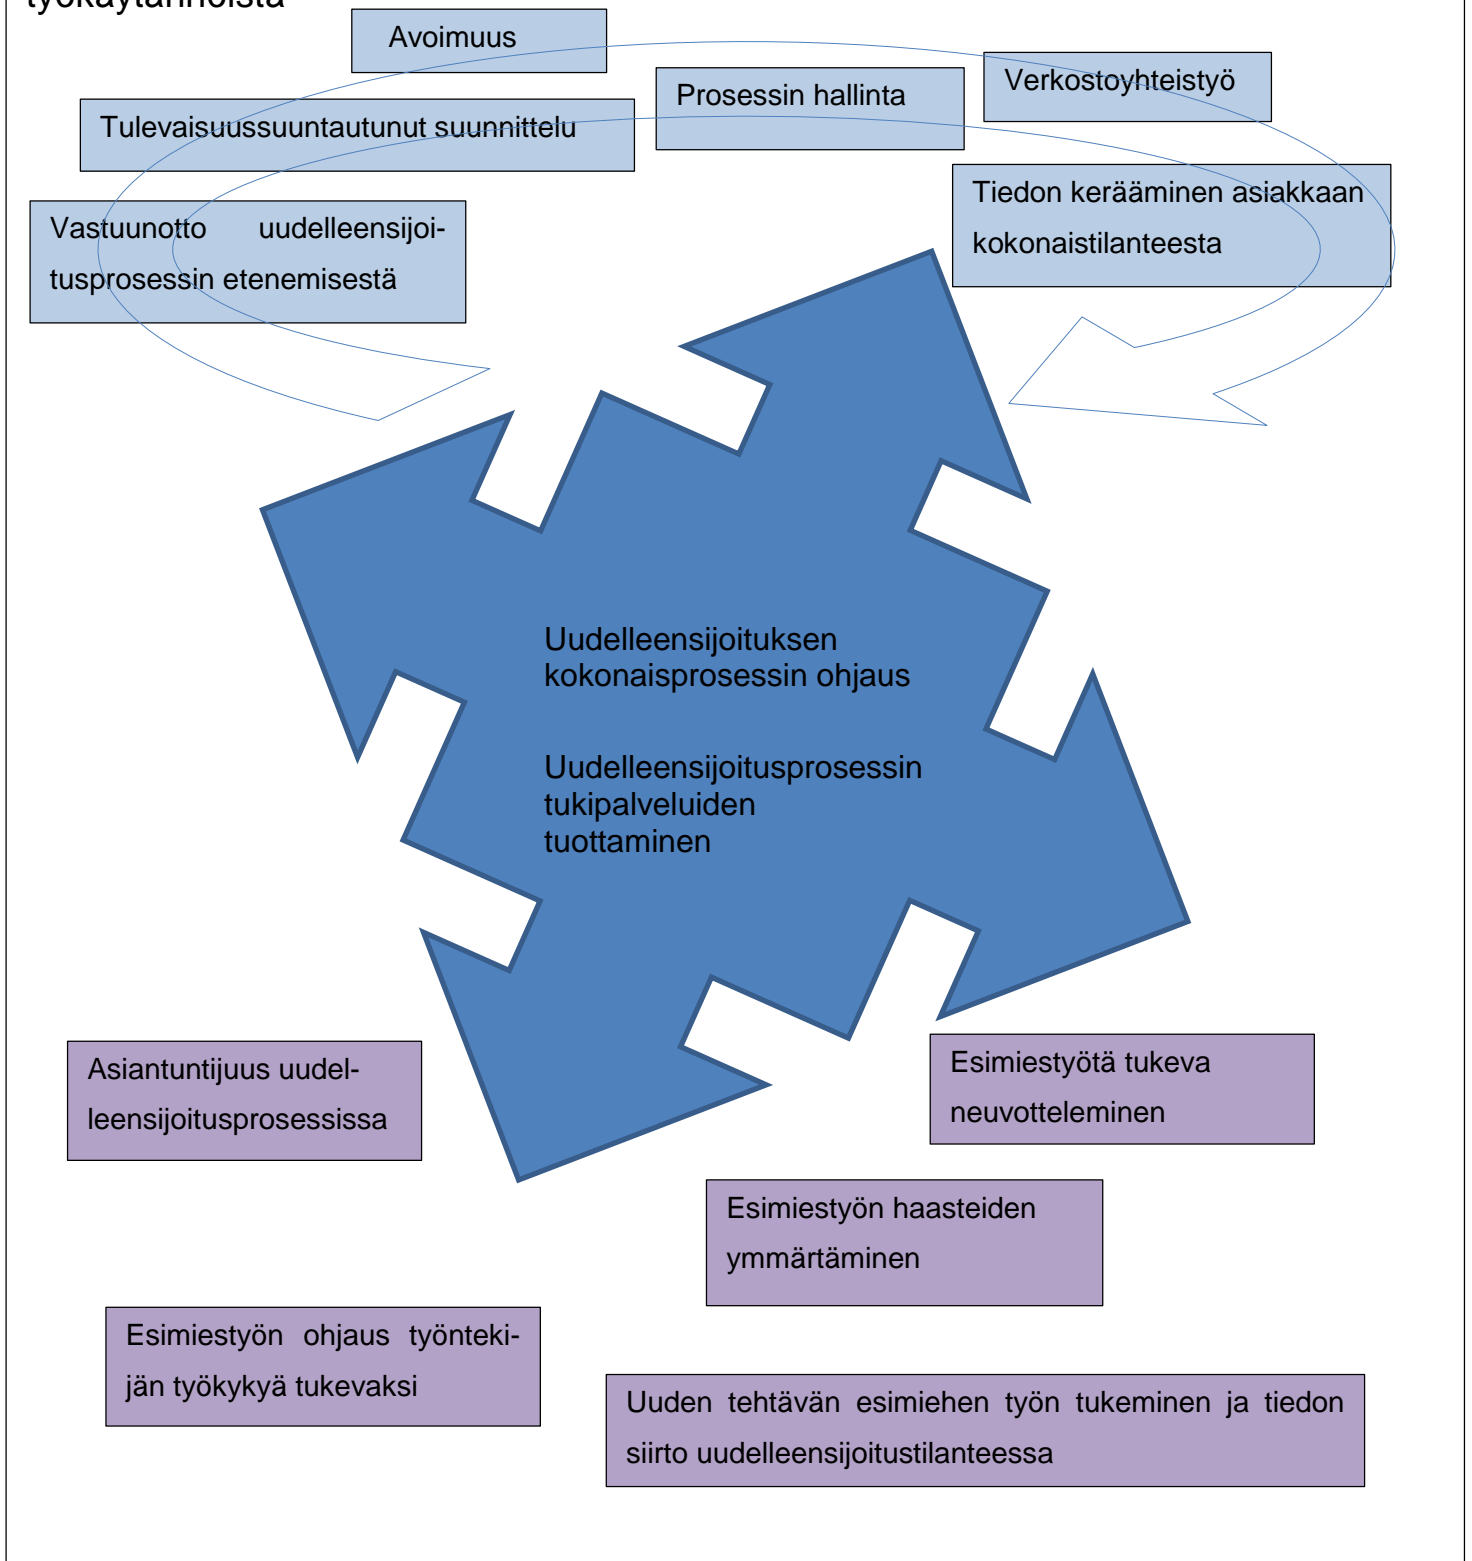 työkäytännöistä
Avoimuus
Verkostoyhteistyö
Prosessin hallinta
Tulevaisuussuuntautunut suunnittelu
Tiedon kerääminen asiakkaan
kokonaistilanteesta
Vastuunotto uudelleensijoi-
tusprosessin etenemisestä
Uudelleensijoituksen
kokonaisprosessin ohjaus
Uudelleensijoitusprosessin
tukipalveluiden
tuottaminen
Asiantuntijuus uudel-
leensijoitusprosessissa
Esimiestyötä tukeva
neuvotteleminen
Esimiestyön haasteiden
ymmärtäminen
Esimiestyön ohjaus työnteki-
jän työkykyä tukevaksi
Uuden tehtävän esimiehen työn tukeminen ja tiedon
siirto uudelleensijoitustilanteessa